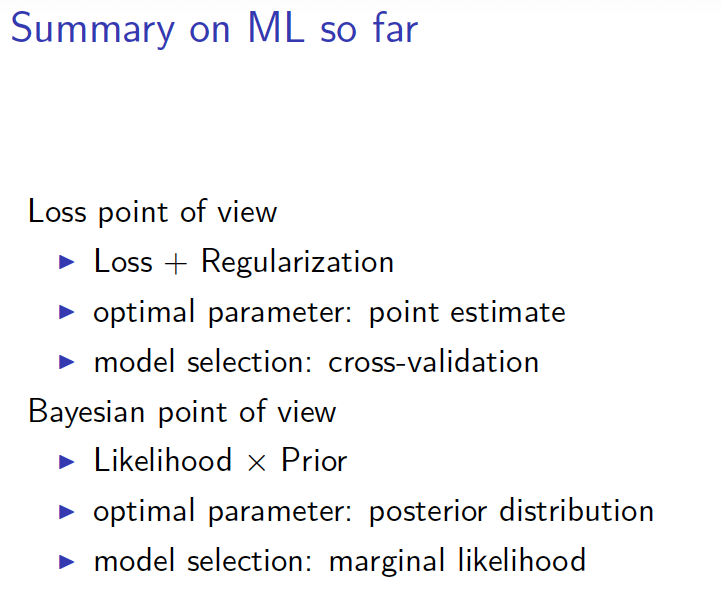 Summary on ML so far
Loss point of view
▶ Loss + Regularization
▶ optimal parameter: point estimate
▶ model selection: cross-validation
Bayesian point of view
▶ Likelihood × Prior
▶ optimal parameter: posterior distribution
▶ model selection: marginal likelihood